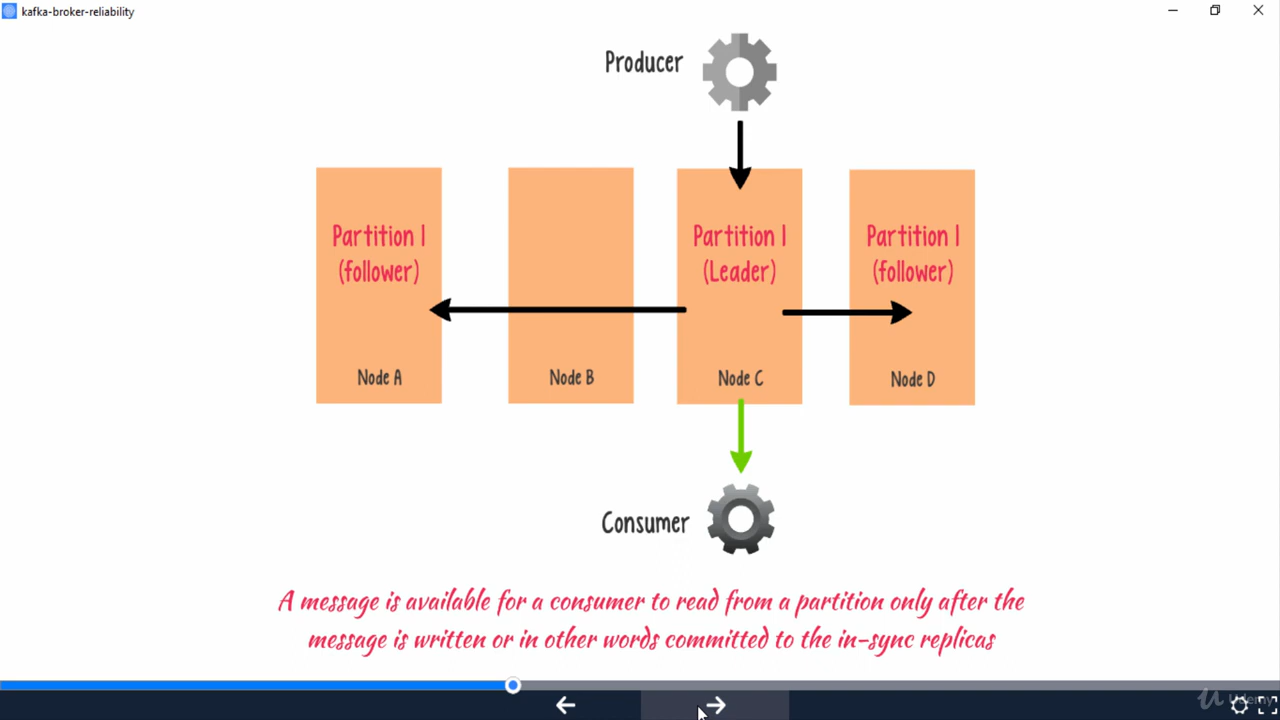 kafka-broker-reliability
Producer
Partition 1
(follower)
Node A
Node B
Partition 1
(Leader)
Node C
Partition 1
(follower)
Node D
Consumer
A message is available for a consumer to read from a partition only after the
message is written or in other words committed to the in-sync replicas
Udemy